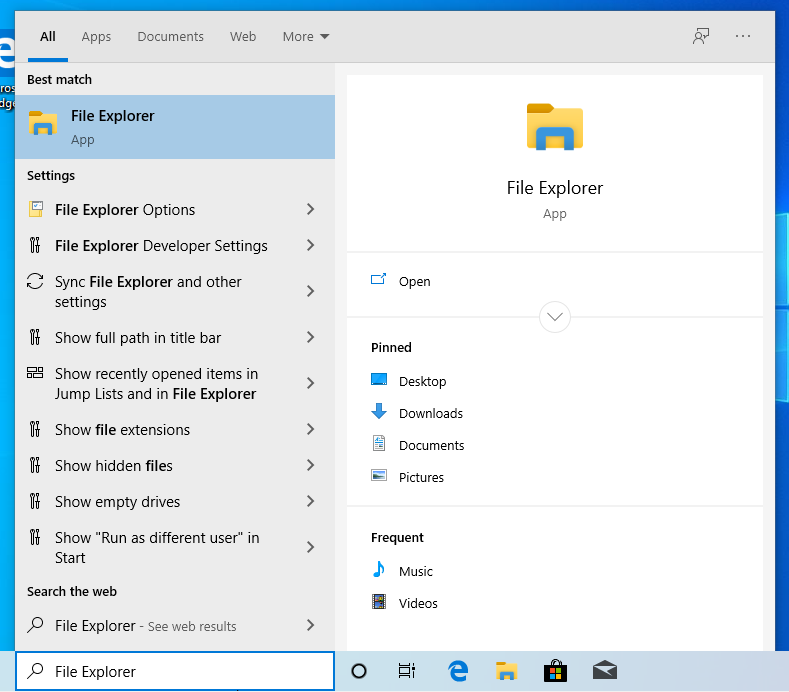 All Apps Documents Web More
Best match
File Explorer
App
Settings
File Explorer Options
File Explorer Developer Settings
Sync File Explorer and other
settings
Show full path in title bar
Show recently opened items in
Jump Lists and in File Explorer
Show file extensions
Show hidden files
Show empty drives
Show "Run as different user" in
Start
Search the web
File Explorer - See web results
File Explorer
File Explorer
App
Open
Pinned
Desktop
Downloads
Documents
Pictures
Frequent
Music
Videos